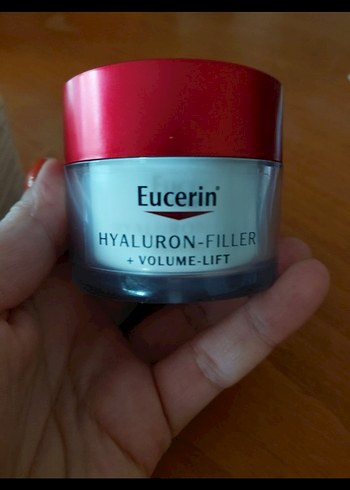 Eucerin®
HYALURON-FILLER
+ VOLUME-LIFT